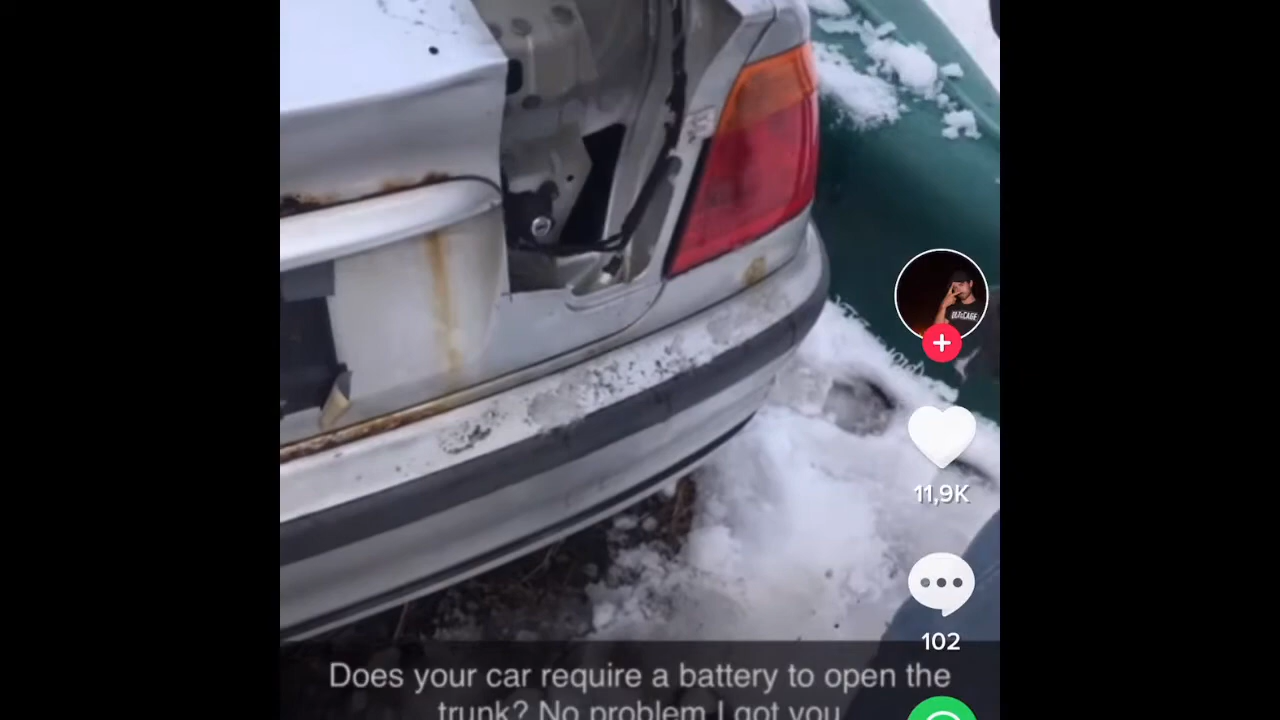 11,9K
102
Does your car require a battery to open the
trunk? No problem I got you